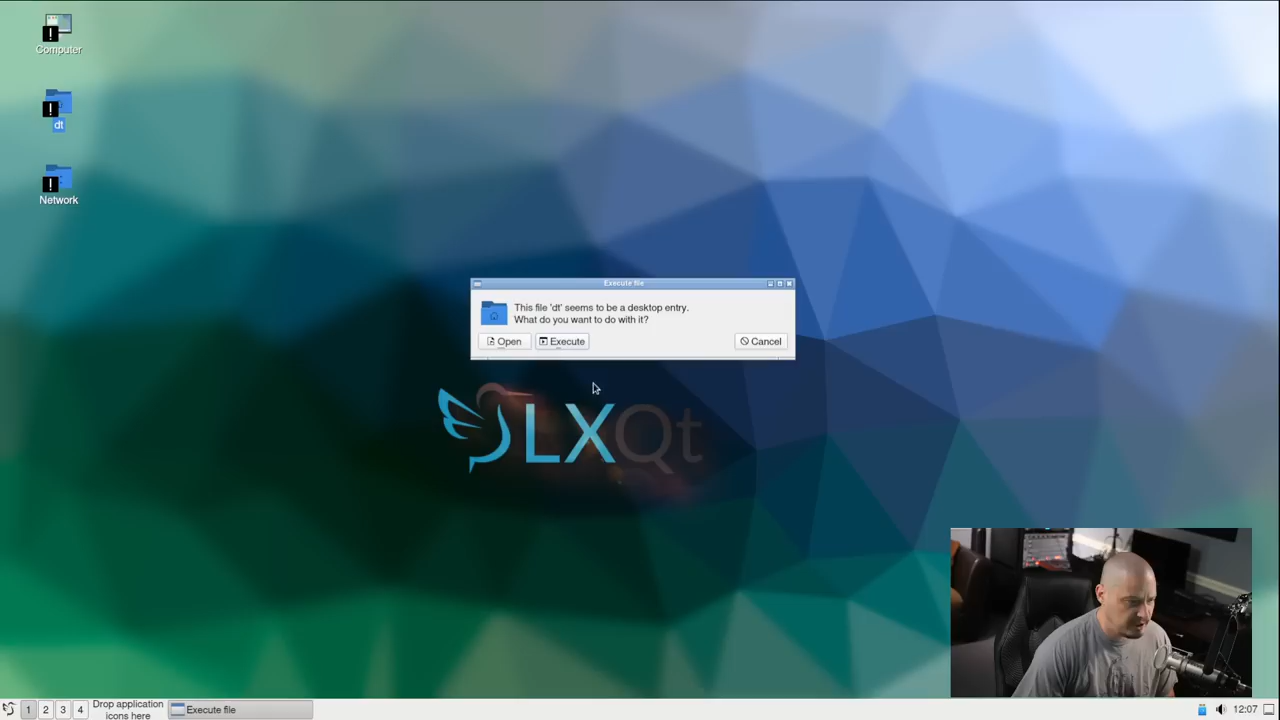 Computer
dt
Network
Execute file
This file 'dt' seems to be a desktop entry.
What do you want to do with it?
Open
Execute
Cancel
LXQt
1
2
3
4
Drop application
icons here
Execute file
12:07